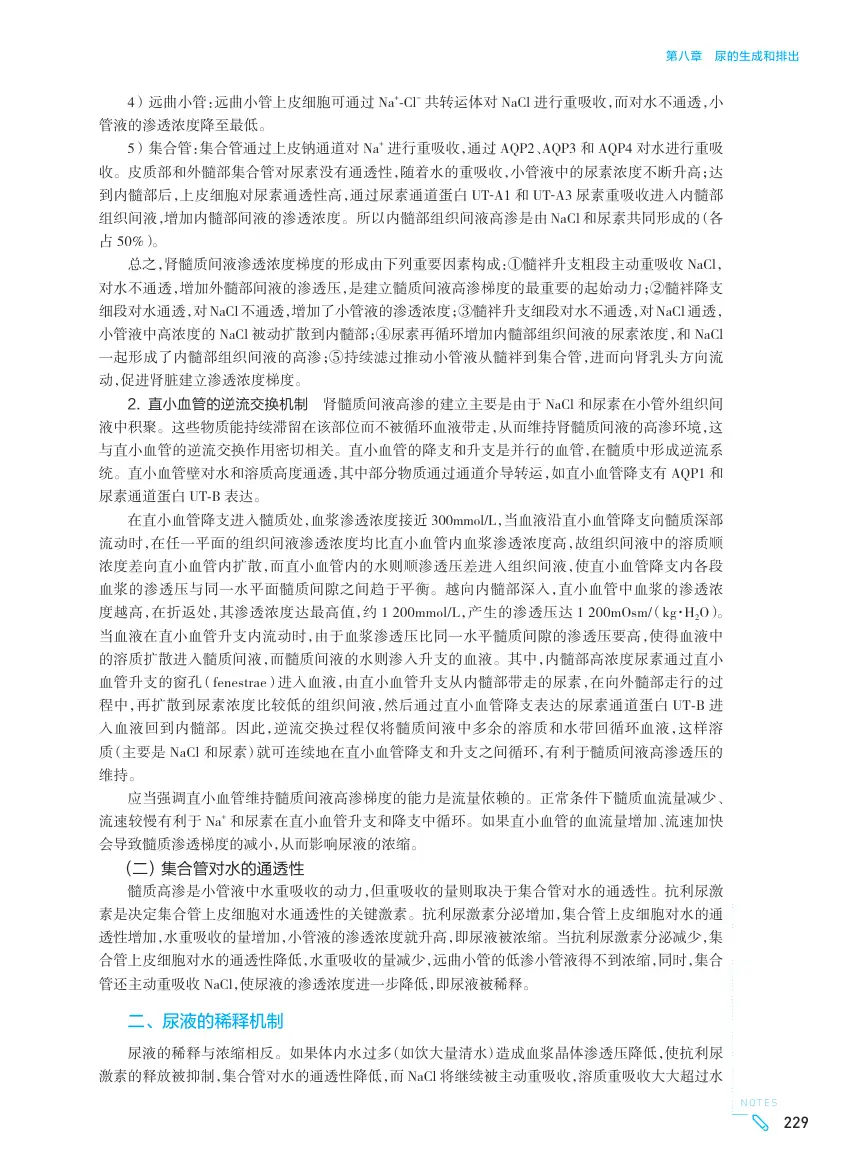 第八章 尿的生成和排出
4）远曲小管：远曲小管上皮细胞可通过 Na⁺-Cl⁻ 共转运体对 NaCl 进行重吸收，而对水不通透，小
管液的渗透浓度降至最低。
5）集合管：集合管通过上皮钠通道对 Na⁺ 进行重吸收，通过 AQP2、AQP3 和 AQP4 对水进行重吸
收。皮质部和外髓部集合管对尿素没有通透性，随着水的重吸收，小管液中的尿素浓度不断升高；达
到内髓部后，上皮细胞对尿素通透性高，通过尿素通道蛋白 UT-A1 和 UT-A3 尿素重吸收进入内髓部
组织间液，增加内髓部间液的渗透浓度。所以内髓部组织间液高渗是由 NaCl 和尿素共同形成的（各
占 50%）。
总之，肾髓质间液渗透浓度梯度的形成由下列重要因素构成：①髓袢升支粗段主动重吸收 NaCl，
对水不通透，增加外髓部间液的渗透压，是建立髓质间液高渗梯度的最重要的起始动力；②髓袢降支
细段对水通透，对 NaCl 不通透，增加了小管液的渗透浓度；③髓袢升支细段对水不通透，对 NaCl 通透，
小管液中高浓度的 NaCl 被动扩散到内髓部；④尿素再循环增加内髓部组织间液的尿素浓度，和 NaCl
一起形成了内髓部组织间液的高渗；⑤持续滤过推动小管液从髓袢到集合管，进而向肾乳头方向流
动，促进肾脏建立渗透浓度梯度。
2. 直小血管的逆流交换机制 肾髓质间液高渗的建立主要是由于 NaCl 和尿素在小管外组织间
液中积聚。这些物质能持续滞留在该部位而不被循环血液带走，从而维持肾髓质间液的高渗环境，这
与直小血管的逆流交换作用密切相关。直小血管的降支和升支是并行的血管，在髓质中形成逆流系
统。直小血管壁对水和溶质高度通透，其中部分物质通过通道介导转运，如直小血管降支有 AQP1 和
尿素通道蛋白 UT-B 表达。
在直小血管降支进入髓质处，血浆渗透浓度接近 300mmol/L，当血液沿直小血管降支向髓质深部
流动时，在任一平面的组织间液渗透浓度均比直小血管内血浆渗透浓度高，故组织间液中的溶质顺
浓度差向直小血管内扩散，而直小血管内的水则顺渗透压差进入组织间液，使直小血管降支内各段
血浆的渗透压与同一水平面髓质间隙之间趋于平衡。越向内髓部深入，直小血管中血浆的渗透浓
度越高，在折返处，其渗透浓度达最高值，约 1 200mmol/L，产生的渗透压达 1 200mOsm/（kg·H₂O）。
当血液在直小血管升支内流动时，由于血浆渗透压比同一水平髓质间隙的渗透压要高，使得血液中
的溶质扩散进入髓质间液，而髓质间液的水则渗入升支的血液。其中，内髓部高浓度尿素通过直小
血管升支的窗孔（fenestrae）进入血液，由直小血管升支从内髓部带走的尿素，在向外髓部走行的过
程中，再扩散到尿素浓度比较低的组织间液，然后通过直小血管降支表达的尿素通道蛋白 UT-B 进
入血液回到内髓部。因此，逆流交换过程仅将髓质间液中多余的溶质和水带回循环血液，这样溶
质（主要是 NaCl 和尿素）就可连续地在直小血管降支和升支之间循环，有利于髓质间液高渗透压的
维持。
应当强调直小血管维持髓质间液高渗梯度的能力是流量依赖的。正常条件下髓质血流量减少、
流速较慢有利于 Na⁺ 和尿素在直小血管升支和降支中循环。如果直小血管的血流量增加、流速加快
会导致髓质渗透梯度的减小，从而影响尿液的浓缩。
（二）集合管对水的通透性
髓质高渗是小管液中水重吸收的动力，但重吸收的量则取决于集合管对水的通透性。抗利尿激
素是决定集合管上皮细胞对水通透性的关键激素。抗利尿激素分泌增加，集合管上皮细胞对水的通
透性增加，水重吸收的量增加，小管液的渗透浓度就升高，即尿液被浓缩。当抗利尿激素分泌减少，集
合管上皮细胞对水的通透性降低，水重吸收的量减少，远曲小管的低渗小管液得不到浓缩，同时，集合
管还主动重吸收 NaCl，使尿液的渗透浓度进一步降低，即尿液被稀释。
二、尿液的稀释机制
尿液的稀释与浓缩相反。如果体内水过多（如饮大量清水）造成血浆晶体渗透压降低，使抗利尿
激素的释放被抑制，集合管对水的通透性降低，而 NaCl 将继续被主动重吸收，溶质重吸收大大超过水
NOTES
229